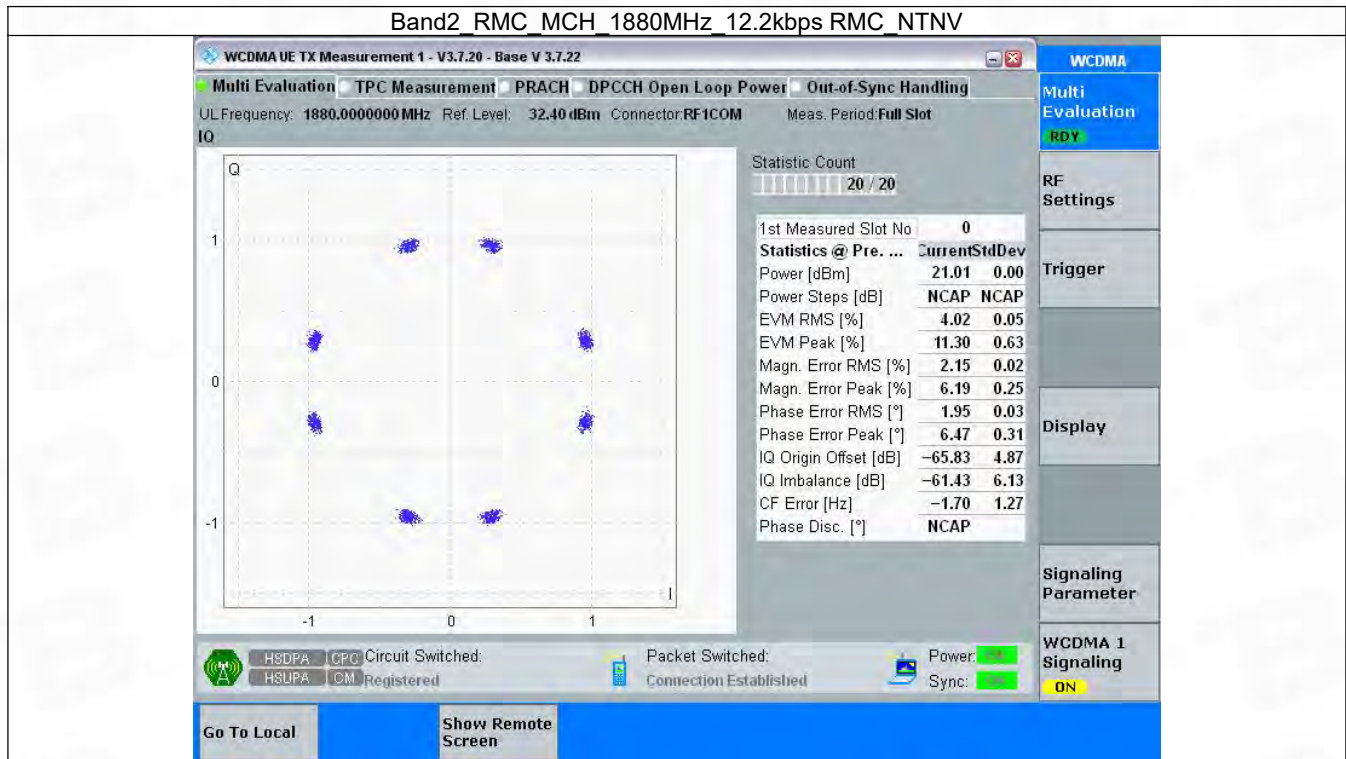 Band2_RMC_MCH_1880MHz_12.2kbps RMC_NTNV
WCDMA UE TX Measurement 1 - V3.7.20 - Base V 3.7.22
WCDMA
Multi Evaluation TPC Measurement PRACH DPCCH Open Loop Power Out-of-Sync Handling
UL Frequency: 1880.0000000 MHz Ref. Level: 32.40 dBm Connector:RF1COM Meas. Period:Full Slot
IQ
Q
1
0
-1
-1 0 1
I
Statistic Count
20 / 20
1st Measured Slot No 0
Statistics @ Pre. ... Current StdDev
Power [dBm] 21.01 0.00
Power Steps [dB] NCAP NCAP
EVM RMS [%] 4.02 0.05
EVM Peak [%] 11.30 0.63
Magn. Error RMS [%] 2.15 0.02
Magn. Error Peak [%] 6.19 0.25
Phase Error RMS [°] 1.95 0.03
Phase Error Peak [°] 6.47 0.31
IQ Origin Offset [dB] −65.83 4.87
IQ Imbalance [dB] −61.43 6.13
CF Error [Hz] −1.70 1.27
Phase Disc. [°] NCAP
Multi
Evaluation
RDY
RF
Settings
Trigger
Display
Signaling
Parameter
WCDMA 1
Signaling
ON
HSDPA CPC Circuit Switched: Packet Switched: Power:
HSUPA CM Registered Connection Established Sync:
Go To Local
Show Remote
Screen